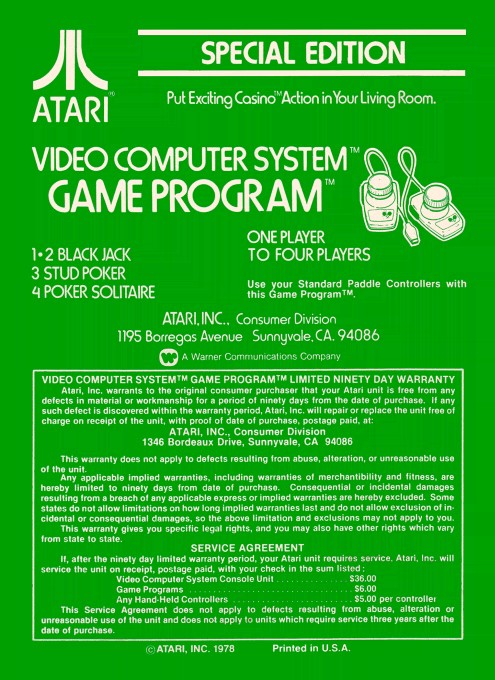 SPECIAL EDITION
ATARI®
Put Exciting Casino™ Action in Your Living Room.
VIDEO COMPUTER SYSTEM™
GAME PROGRAM™
1•2 BLACK JACK
3 STUD POKER
4 POKER SOLITAIRE
ONE PLAYER
TO FOUR PLAYERS
Use your Standard Paddle Controllers with
this Game Program™.
ATARI, INC., Consumer Division
1195 Borregas Avenue Sunnyvale, CA. 94086
A Warner Communications Company
VIDEO COMPUTER SYSTEM™ GAME PROGRAM™ LIMITED NINETY DAY WARRANTY
Atari, Inc. warrants to the original consumer purchaser that your Atari unit is free from any
defects in material or workmanship for a period of ninety days from the date of purchase. If any
such defect is discovered within the warranty period, Atari, Inc. will repair or replace the unit free of
charge on receipt of the unit, with proof of date of purchase, postage paid, at:
ATARI, INC., Consumer Division
1346 Bordeaux Drive, Sunnyvale, CA 94086
This warranty does not apply to defects resulting from abuse, alteration, or unreasonable use
of the unit.
Any applicable implied warranties, including warranties of merchantibility and fitness, are
hereby limited to ninety days from date of purchase. Consequential or incidental damages
resulting from a breach of any applicable express or implied warranties are hereby excluded. Some
states do not allow limitations on how long implied warranties last and do not allow exclusion of in-
cidental or consequential damages, so the above limitation and exclusions may not apply to you.
This warranty gives you specific legal rights, and you may also have other rights which vary
from state to state.
SERVICE AGREEMENT
If, after the ninety day limited warranty period, your Atari unit requires service, Atari, Inc. will
service the unit on receipt, postage paid, with your check in the sum listed :
Video Computer System Console Unit . . . . . . . . . . . . . . $36.00
Game Programs . . . . . . . . . . . . . . . . . . . . . . . . . . . . . . . $6.00
Any Hand-Held Controllers . . . . . . . . . . . . . . . . . . . . . . $5.00 per controller
This Service Agreement does not apply to defects resulting from abuse, alteration or
unreasonable use of the unit and does not apply to units which require service three years after the
date of purchase.
© ATARI, INC. 1978 Printed in U.S.A.